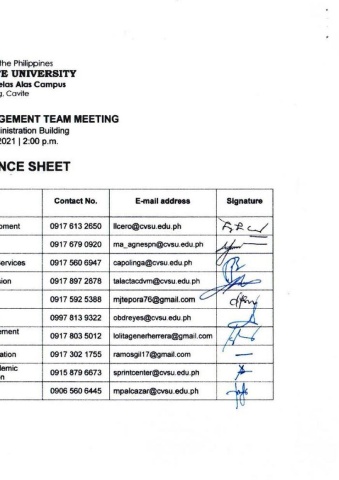 the Philippines
TE UNIVERSITY
elas Alas Campus
g, Cavite
GEMENT TEAM MEETING
inistration Building
2021 | 2:00 p.m.
NCE SHEET
Contact No. E-mail address Signature
pment 0917 613 2650 llcero@cvsu.edu.ph
0917 679 0920 ma_agnespn@cvsu.edu.ph
ervices 0917 560 6947 capolinga@cvsu.edu.ph
sion 0917 897 2878 talactacdvm@cvsu.edu.ph
0917 592 5388 mjtepora76@gmail.com
0997 813 9322 obdreyes@cvsu.edu.ph
ement 0917 803 5012 lolitagenerherrera@gmail.com
ation 0917 302 1755 ramosgil17@gmail.com
demic
n 0915 879 6673 sprintcenter@cvsu.edu.ph
0906 560 6445 mpalcazar@cvsu.edu.ph